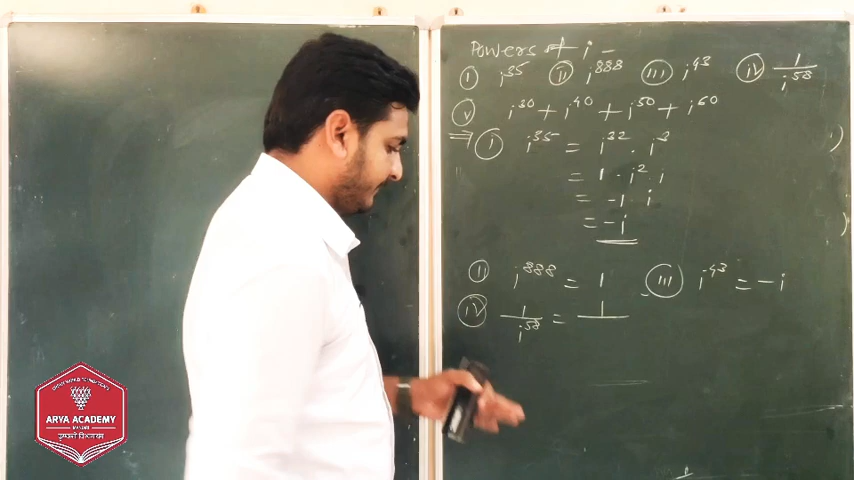 Powers of i -
(i) i^35 (ii) i^888 (iii) i^43 (iv) 1/i^58
(v) i^30 + i^40 + i^50 + i^60
⇒ (i) i^35 = i^32 . i^3
= 1 . i^2 . i
= -1 . i
= -i
(ii) i^888 = 1 (iii) i^43 = -i
(iv) 1/i^58 = 1/
ARYA ACADEMY